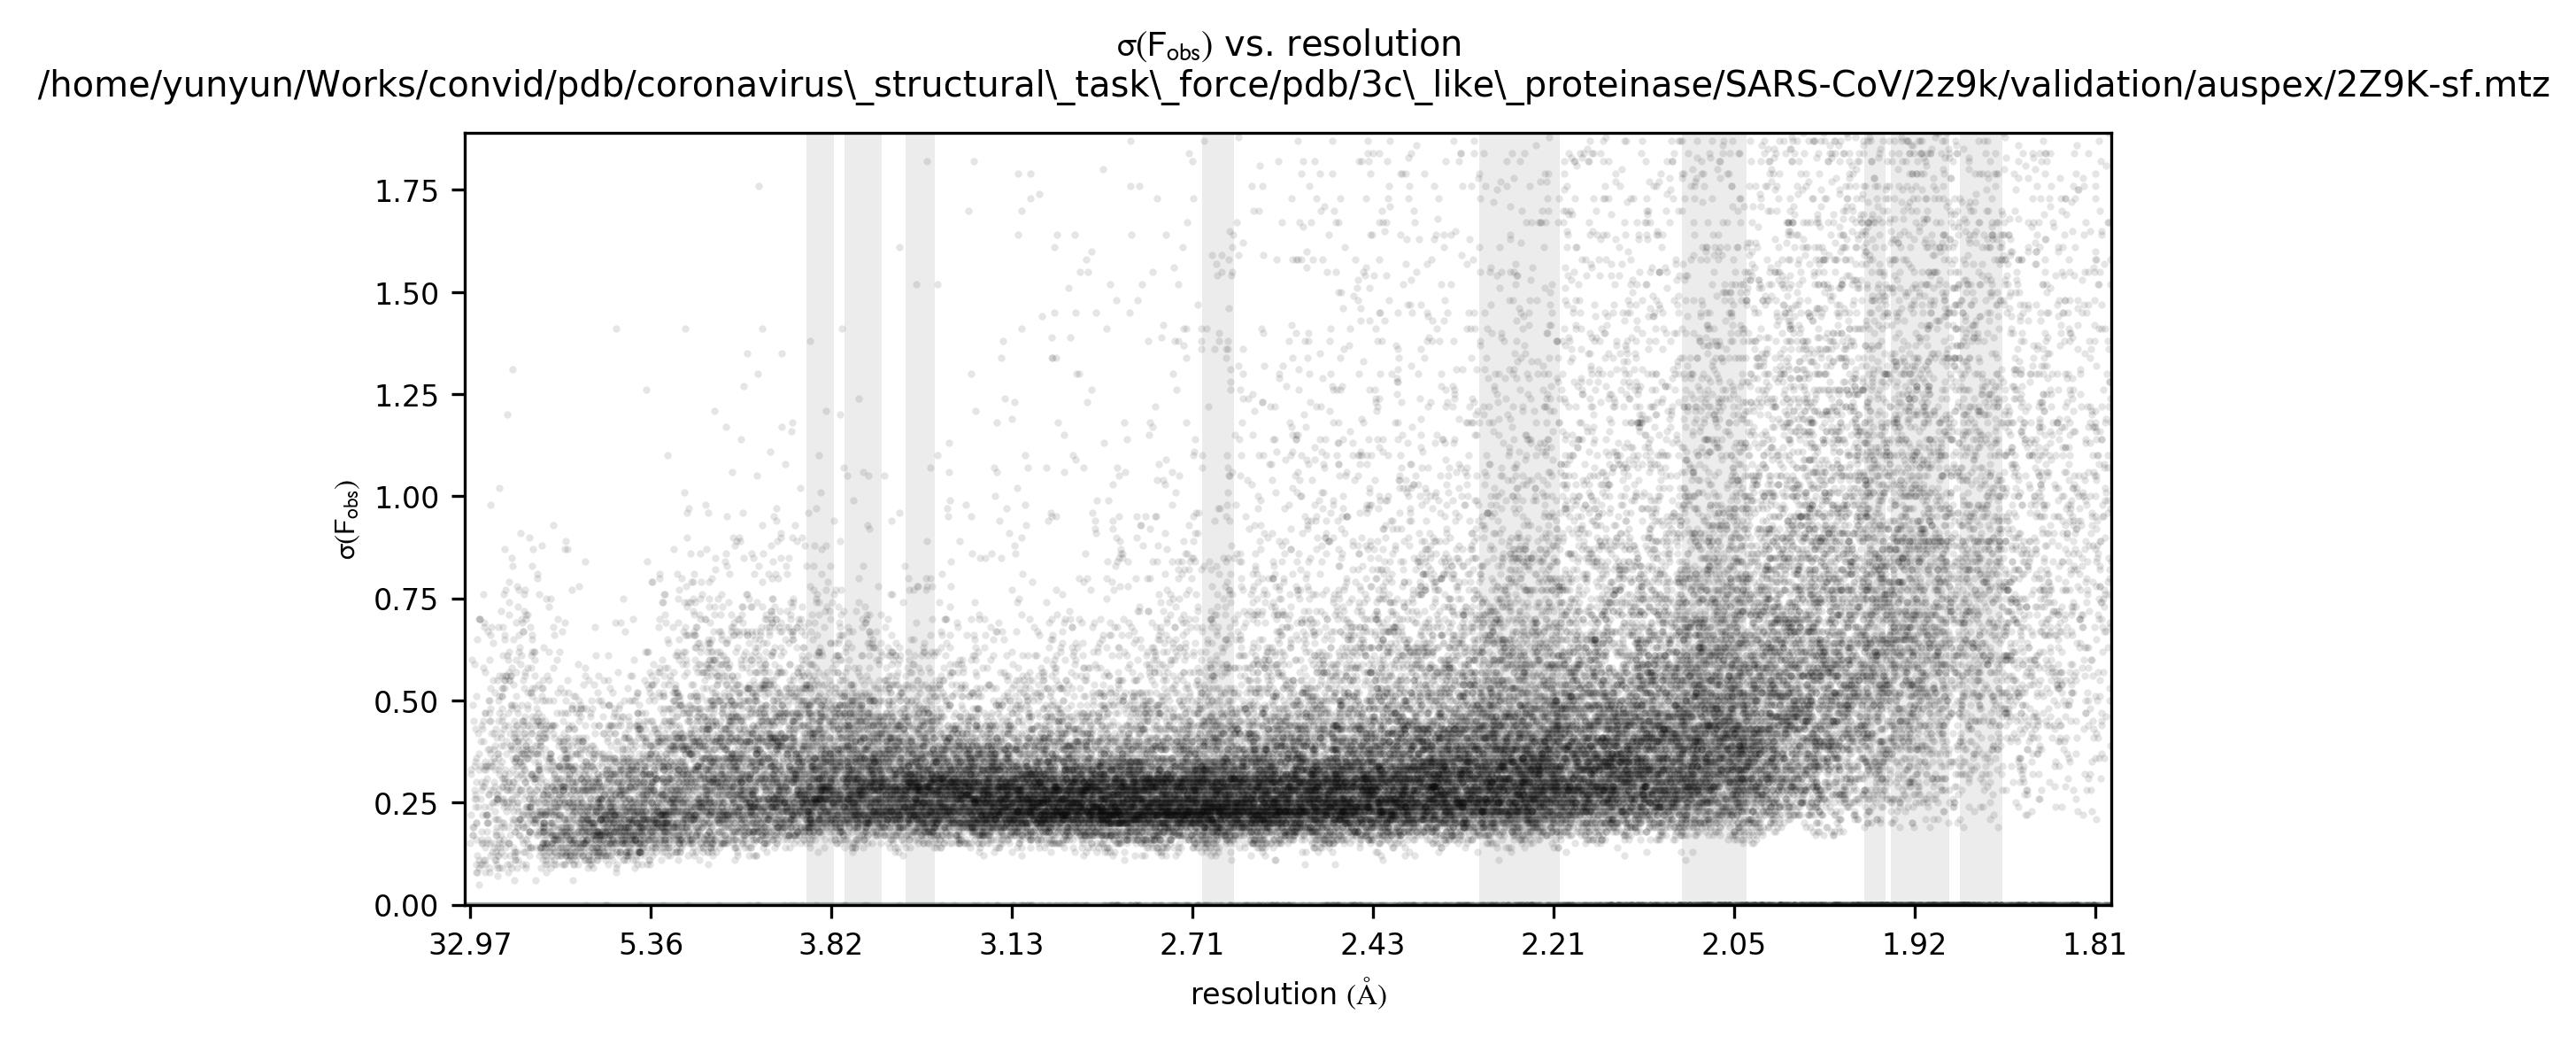 σ(Fobs) vs. resolution
/home/yunyun/Works/convid/pdb/coronavirus\_structural\_task\_force/pdb/3c\_like\_proteinase/SARS-CoV/2z9k/validation/auspex/2Z9K-sf.mtz
1.75
1.50
1.25
1.00
0.75
0.50
0.25
0.00
σ(Fobs)
32.97 5.36 3.82 3.13 2.71 2.43 2.21 2.05 1.92 1.81
resolution (Å)